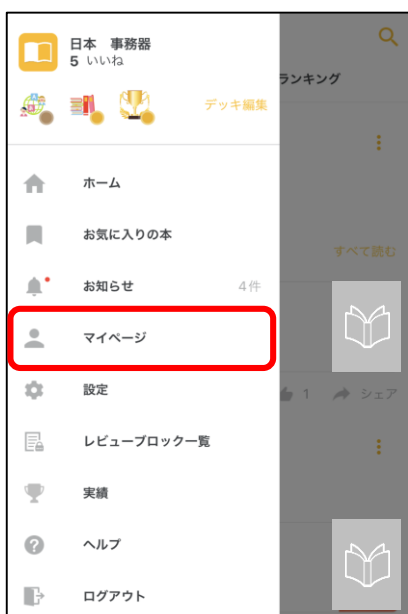 日本　事務器
5 いいね
ランキング
デッキ編集
ホーム
お気に入りの本
すべて読む
お知らせ 4件
マイページ
設定
1 シェア
レビューブロック一覧
実績
ヘルプ
ログアウト